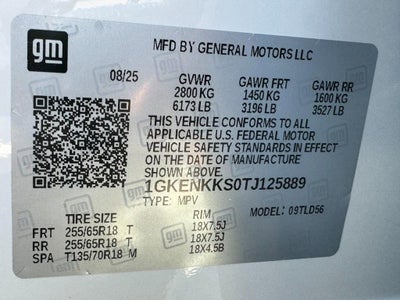 gm
MFD BY GENERAL MOTORS LLC
08/25 GVWR GAWR FRT GAWR RR
2800 KG 1450 KG 1600 KG
6173 LB 3196 LB 3527 LB
THIS VEHICLE CONFORMS TO ALL
APPLICABLE U.S. FEDERAL MOTOR
VEHICLE SAFETY STANDARDS IN EFFECT
ON THE DATE OF MANUFACTURE
SHOWN ABOVE.
1GKENKKS0TJ125889
TYPE: MPV MODEL: 09TLD56
TIRE SIZE RIM
FRT 255/65R18 T 18X7.5J
RR 255/65R18 T 18X7.5J
SPA T135/70R18 M 18X4.5B